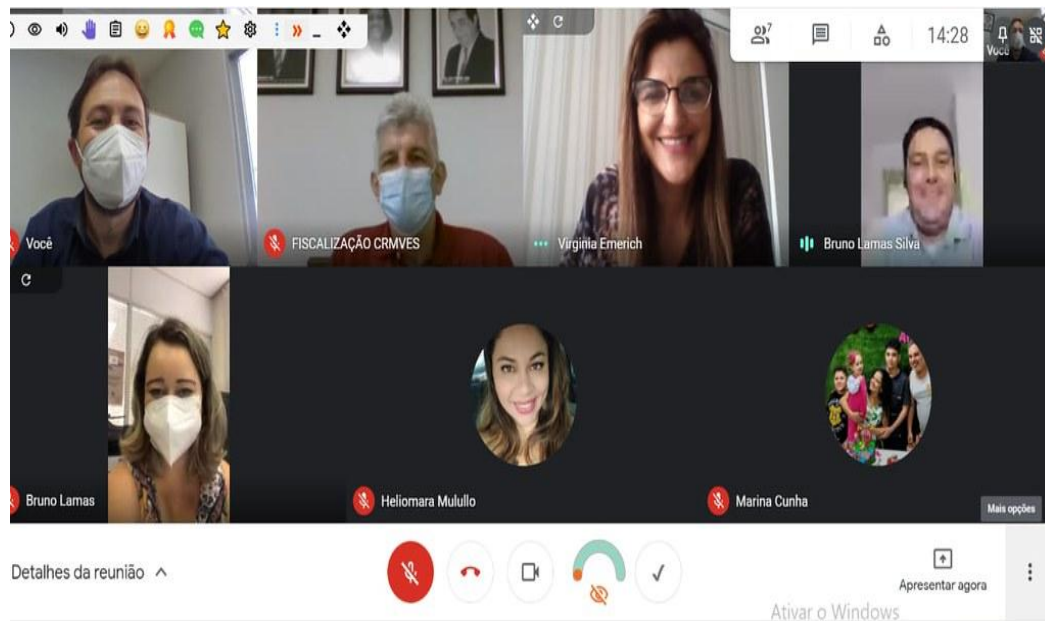 7
14:28
Você
Você
FISCALIZAÇÃO CRMVES
Virginia Emerich
Bruno Lamas Silva
Bruno Lamas
Heliomara Mulullo
Marina Cunha
Mais opções
Detalhes da reunião
Apresentar agora
Ativar o Windows